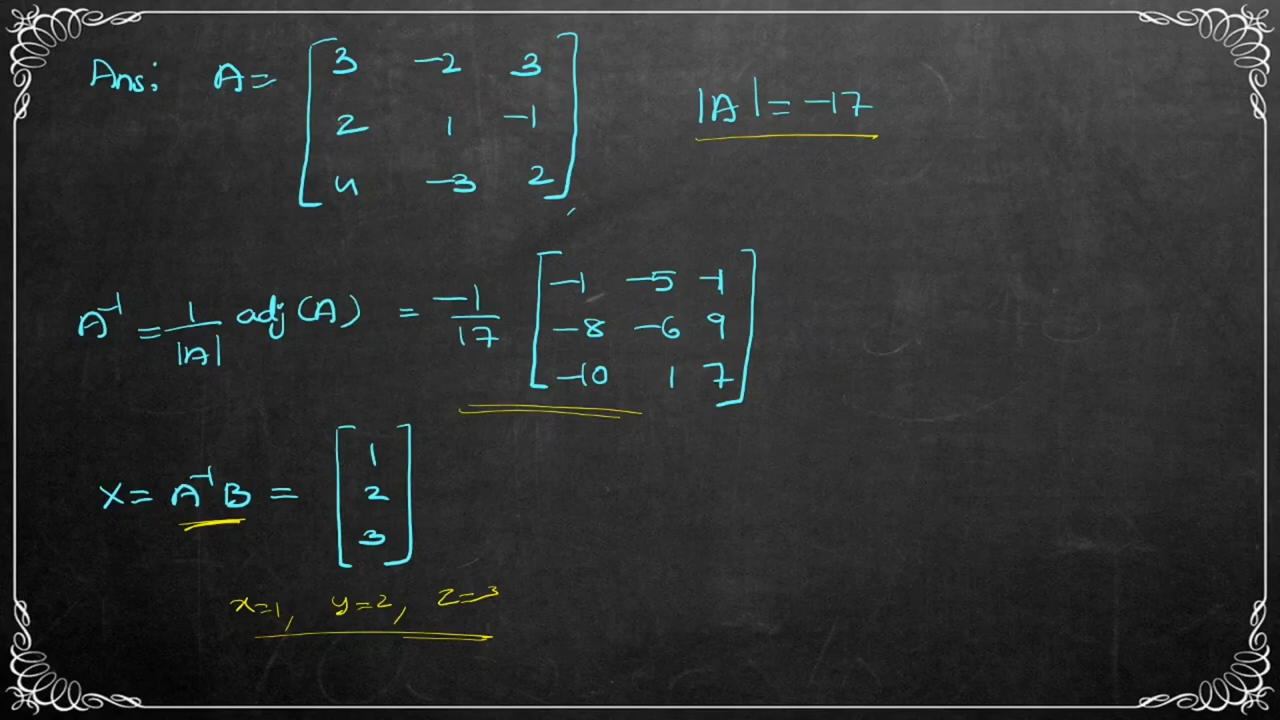 Ans: A= [3 -2 3
2 1 -1
4 -3 2]
|A| = -17
A⁻¹ = 1/|A| adj(A) = -1/17 [-1 -5 -1
-8 -6 9
-10 1 7]
X= A⁻¹B = [1
2
3]
x=1, y=2, z=3